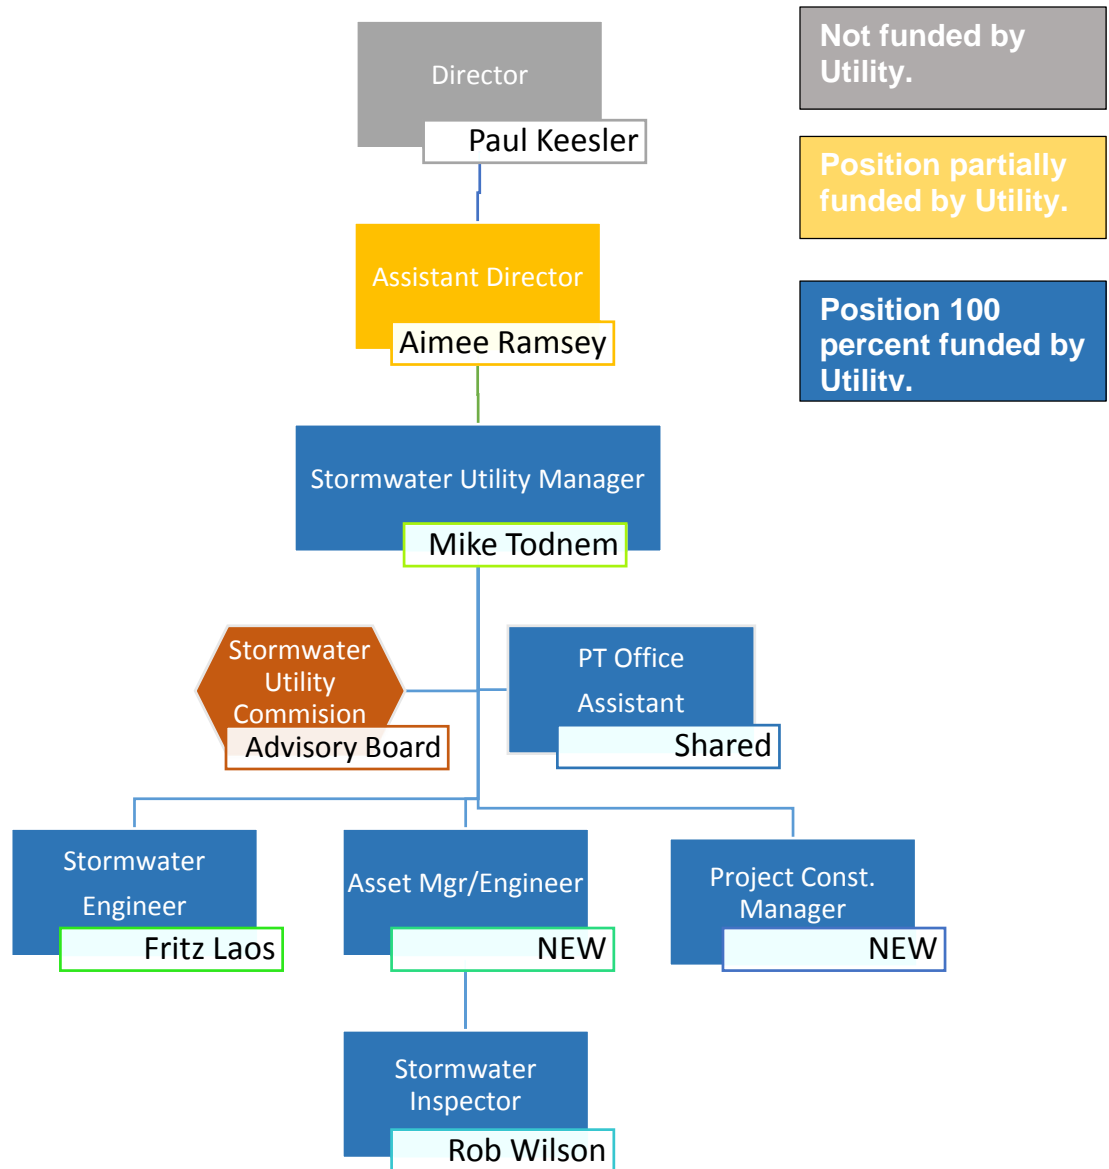 Director
Paul Keesler
Not funded by
Utility.
Position partially
funded by Utility.
Assistant Director
Aimee Ramsey
Position 100
percent funded by
Utility.
Stormwater Utility Manager
Mike Todnem
Stormwater
Utility
Commision
Advisory Board
PT Office
Assistant
Shared
Stormwater
Engineer
Fritz Laos
Asset Mgr/Engineer
NEW
Project Const.
Manager
NEW
Stormwater
Inspector
Rob Wilson